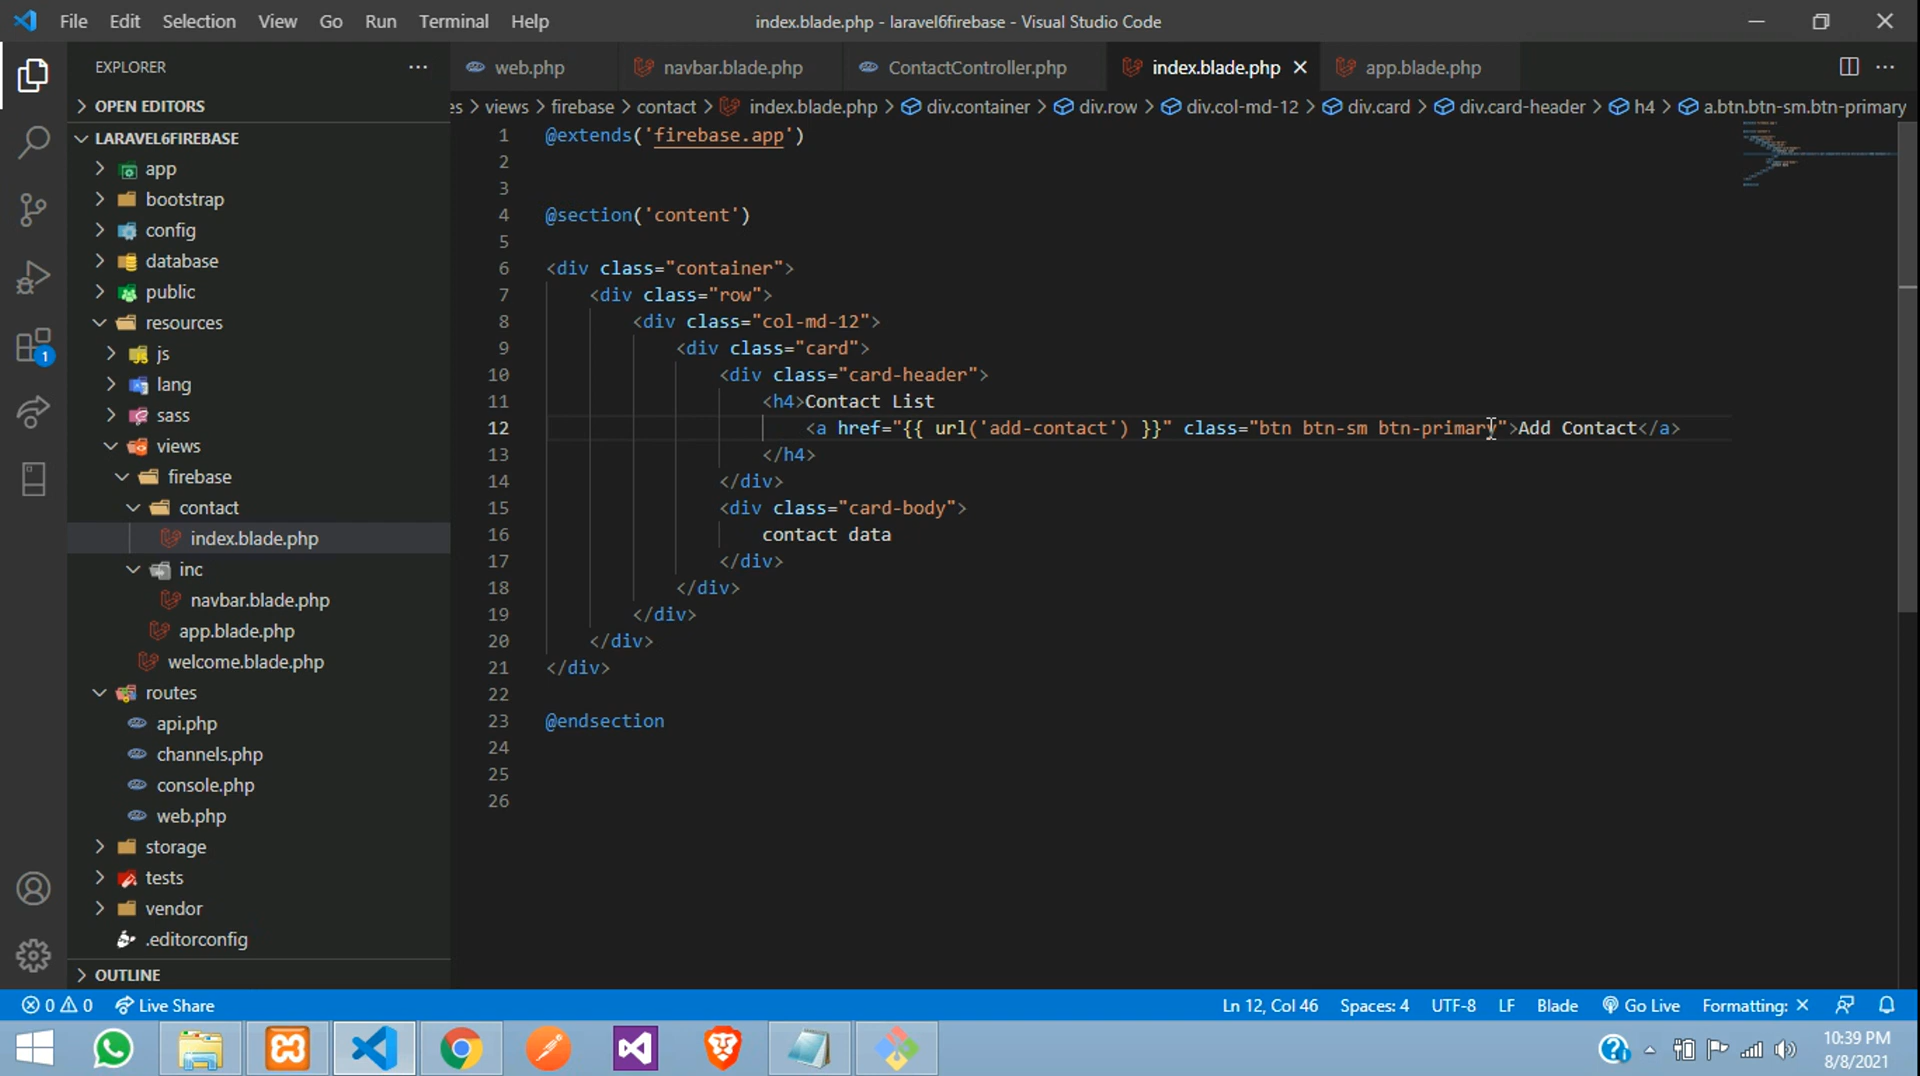 File Edit Selection View Go Run Terminal Help
index.blade.php - laravel6firebase - Visual Studio Code
EXPLORER
web.php
navbar.blade.php
ContactController.php
index.blade.php
app.blade.php
OPEN EDITORS
es > views > firebase > contact > index.blade.php > div.container > div.row > div.col-md-12 > div.card > div.card-header > h4 > a.btn.btn-sm.btn-primary
LARAVEL6FIREBASE
app
bootstrap
config
database
public
resources
js
lang
sass
views
firebase
contact
index.blade.php
inc
navbar.blade.php
app.blade.php
welcome.blade.php
routes
api.php
channels.php
console.php
web.php
storage
tests
vendor
.editorconfig
OUTLINE
1 @extends('firebase.app')
2
3
4 @section('content')
5
6 <div class="container">
7 <div class="row">
8 <div class="col-md-12">
9 <div class="card">
10 <div class="card-header">
11 <h4>Contact List
12 <a href="{{ url('add-contact') }}" class="btn btn-sm btn-primary">Add Contact</a>
13 </h4>
14 </div>
15 <div class="card-body">
16 contact data
17 </div>
18 </div>
19 </div>
20 </div>
21 </div>
22
23 @endsection
24
25
26
1
0 0 Live Share
Ln 12, Col 46 Spaces: 4 UTF-8 LF Blade Go Live Formatting: ×
10:39 PM
8/8/2021